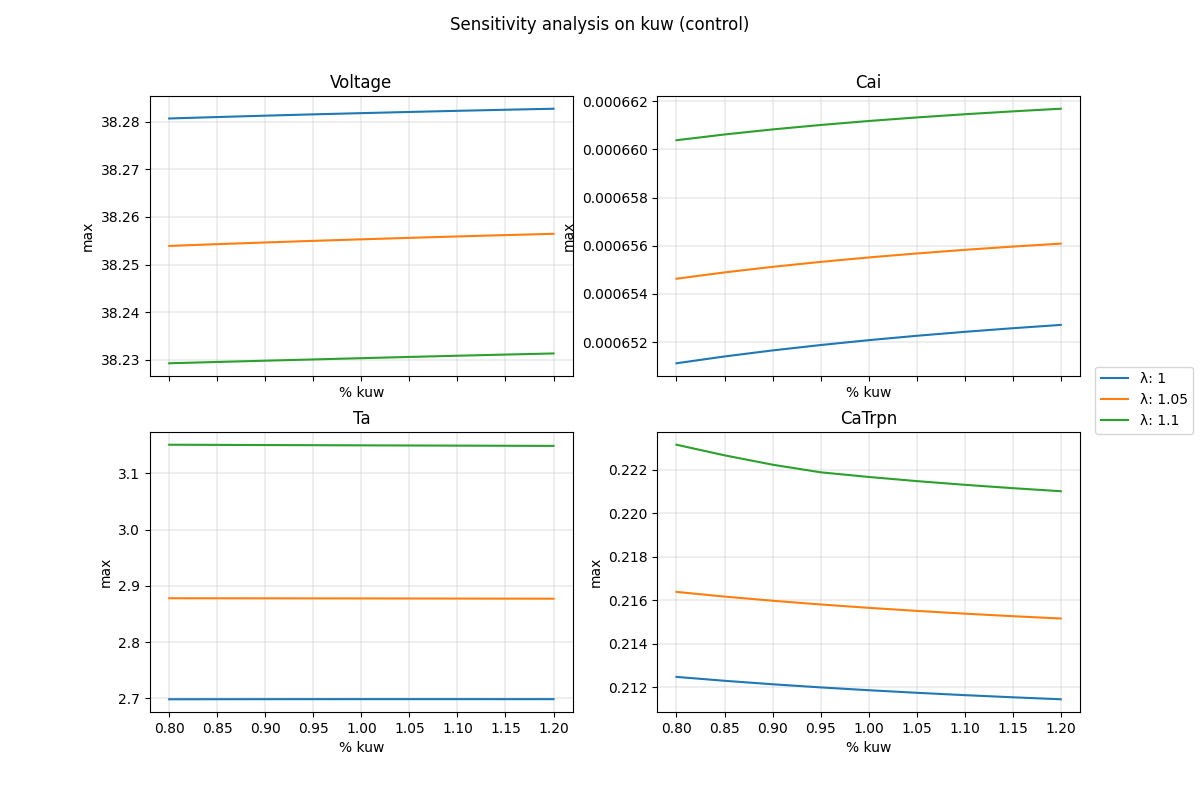 Sensitivity analysis on kuw (control)
Voltage
38.28
38.27
38.26
38.25
38.24
38.23
max
% kuw
Cai
0.000662
0.000660
0.000658
0.000656
0.000654
0.000652
max
% kuw
λ: 1
λ: 1.05
λ: 1.1
Ta
3.1
3.0
2.9
2.8
2.7
max
0.80 0.85 0.90 0.95 1.00 1.05 1.10 1.15 1.20
% kuw
CaTrpn
0.222
0.220
0.218
0.216
0.214
0.212
max
0.80 0.85 0.90 0.95 1.00 1.05 1.10 1.15 1.20
% kuw